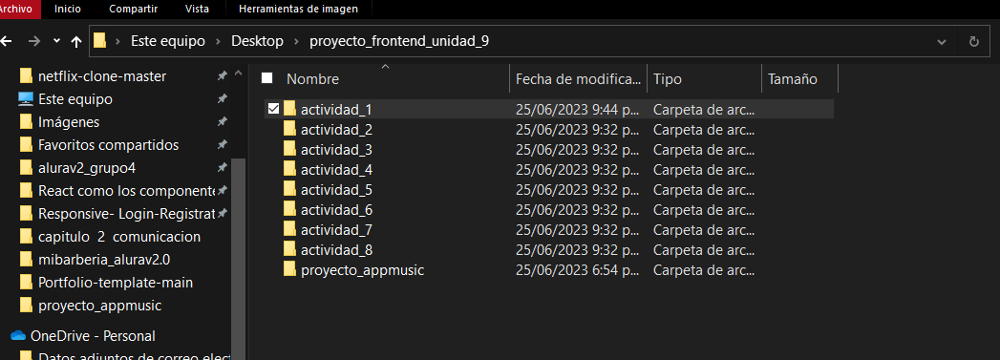 Archivo Inicio Compartir Vista Herramientas de imagen
Este equipo Desktop proyecto_frontend_unidad_9
netflix-clone-master
Este equipo
Imágenes
Favoritos compartidos
alurav2_grupo4
React como los componente
Responsive- Login-Registrat
capitulo 2 comunicacion
mibarberia_alurav2.0
Portfolio-template-main
proyecto_appmusic
OneDrive - Personal
Datos adjuntos de correo elect
Nombre Fecha de modifica... Tipo Tamaño
actividad_1 25/06/2023 9:44 p... Carpeta de arc...
actividad_2 25/06/2023 9:32 p... Carpeta de arc...
actividad_3 25/06/2023 9:32 p... Carpeta de arc...
actividad_4 25/06/2023 9:32 p... Carpeta de arc...
actividad_5 25/06/2023 9:32 p... Carpeta de arc...
actividad_6 25/06/2023 9:32 p... Carpeta de arc...
actividad_7 25/06/2023 9:32 p... Carpeta de arc...
actividad_8 25/06/2023 9:32 p... Carpeta de arc...
proyecto_appmusic 25/06/2023 6:54 p... Carpeta de arc...